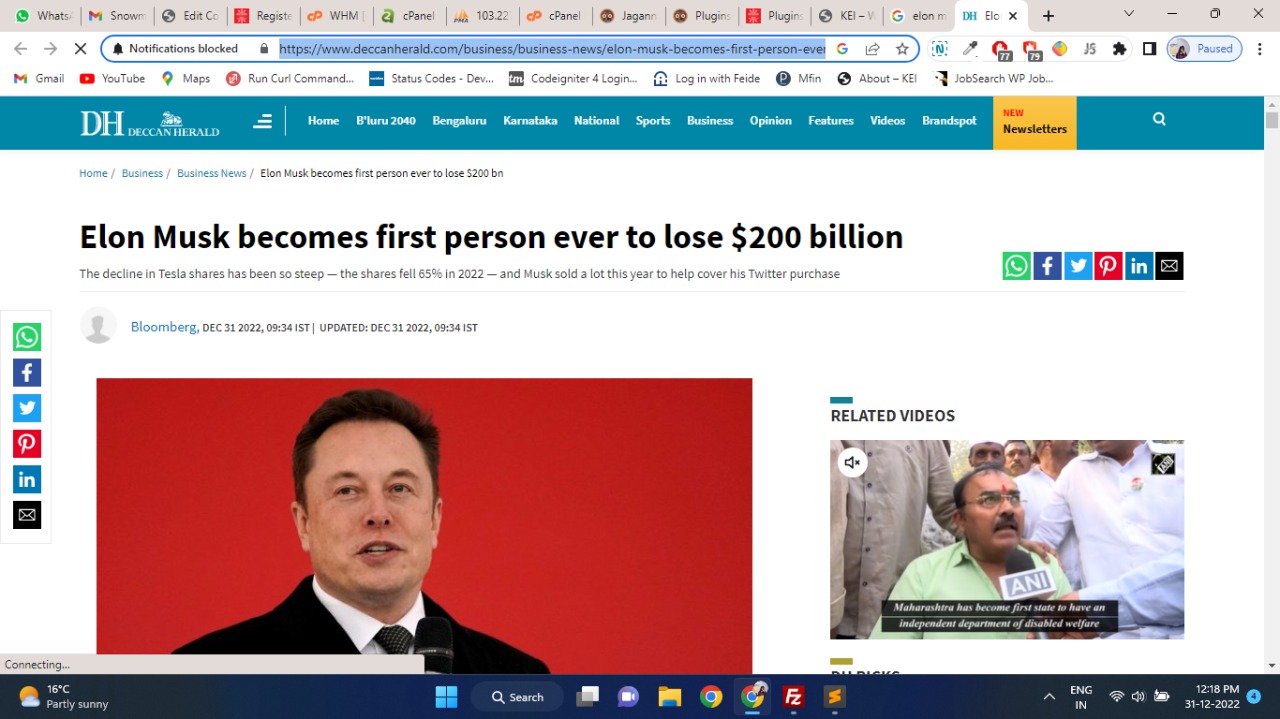 WhatsA
Gmail
Snowm
Edit Co
Registe
WHM [
cPanel
103.22
cPanel
Jagann
Plugins
Plugins
KEI – W
elon m
DH Elo
Notifications blocked
https://www.deccanherald.com/business/business-news/elon-musk-becomes-first-person-ever
77
79
JS
Paused
Gmail
YouTube
Maps
Run Curl Command...
Status Codes - Dev...
tm Codeigniter 4 Login...
Log in with Feide
P Mfin
About – KEI
JobSearch WP Job...
DH DECCAN HERALD
Home
B'luru 2040
Bengaluru
Karnataka
National
Sports
Business
Opinion
Features
Videos
Brandspot
NEW
Newsletters
Home / Business / Business News / Elon Musk becomes first person ever to lose $200 bn
Elon Musk becomes first person ever to lose $200 billion
The decline in Tesla shares has been so steep — the shares fell 65% in 2022 — and Musk sold a lot this year to help cover his Twitter purchase
Bloomberg, DEC 31 2022, 09:34 IST | UPDATED: DEC 31 2022, 09:34 IST
RELATED VIDEOS
ANI
Maharashtra has become first state to have an
independent department of disabled welfare
DH PICKS
Connecting...
16°C
Partly sunny
Search
ENG
IN
12:18 PM
31-12-2022
4